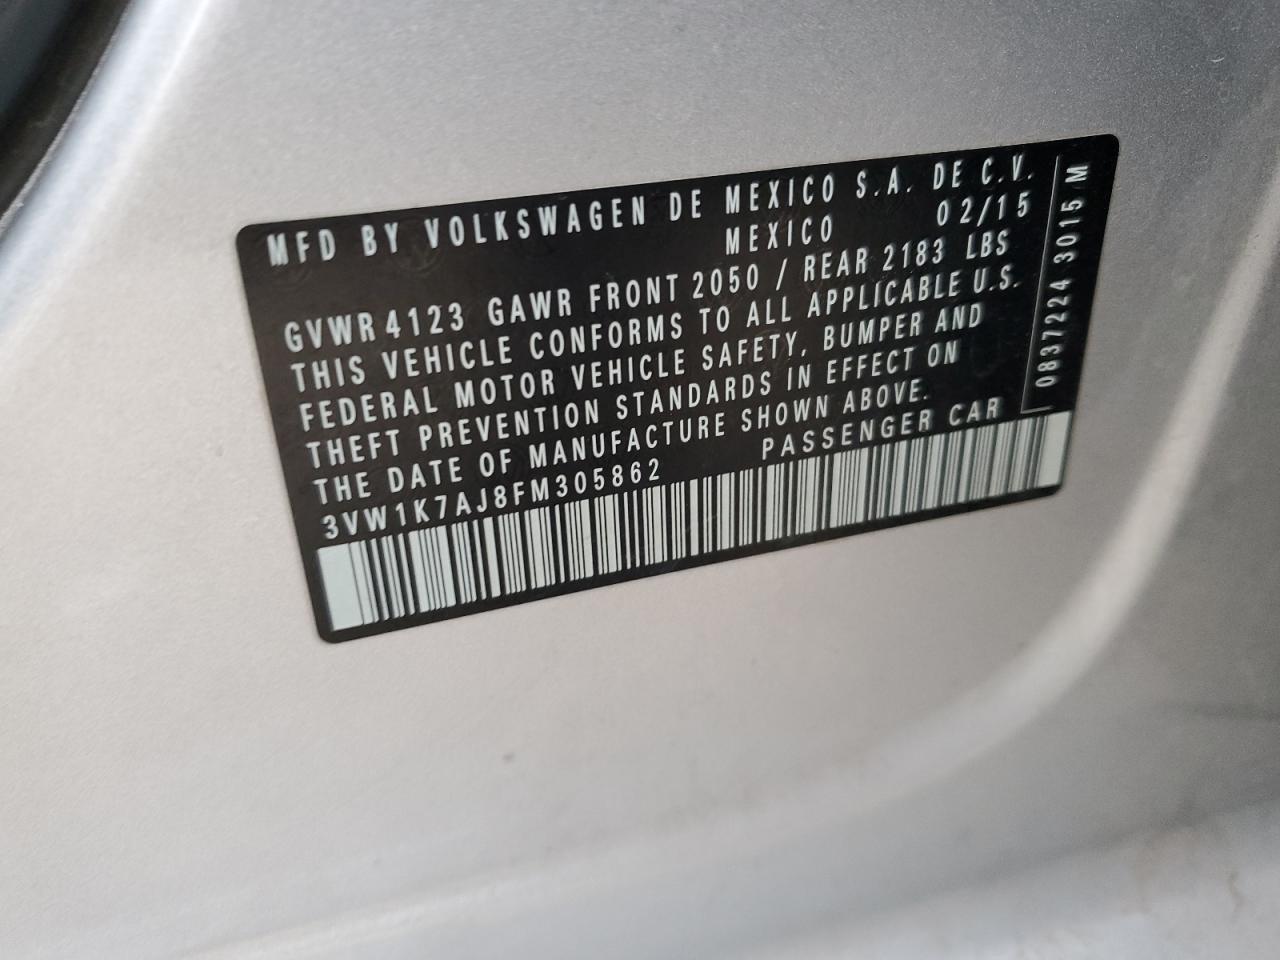 MFD BY VOLKSWAGEN DE MEXICO S.A. DE C.V.
MEXICO 02/15
GVWR 4123 GAWR FRONT 2050 / REAR 2183 LBS
THIS VEHICLE CONFORMS TO ALL APPLICABLE U.S.
FEDERAL MOTOR VEHICLE SAFETY, BUMPER AND
THEFT PREVENTION STANDARDS IN EFFECT ON
THE DATE OF MANUFACTURE SHOWN ABOVE.
3VW1K7AJ8FM305862 PASSENGER CAR
0837224 3015 M